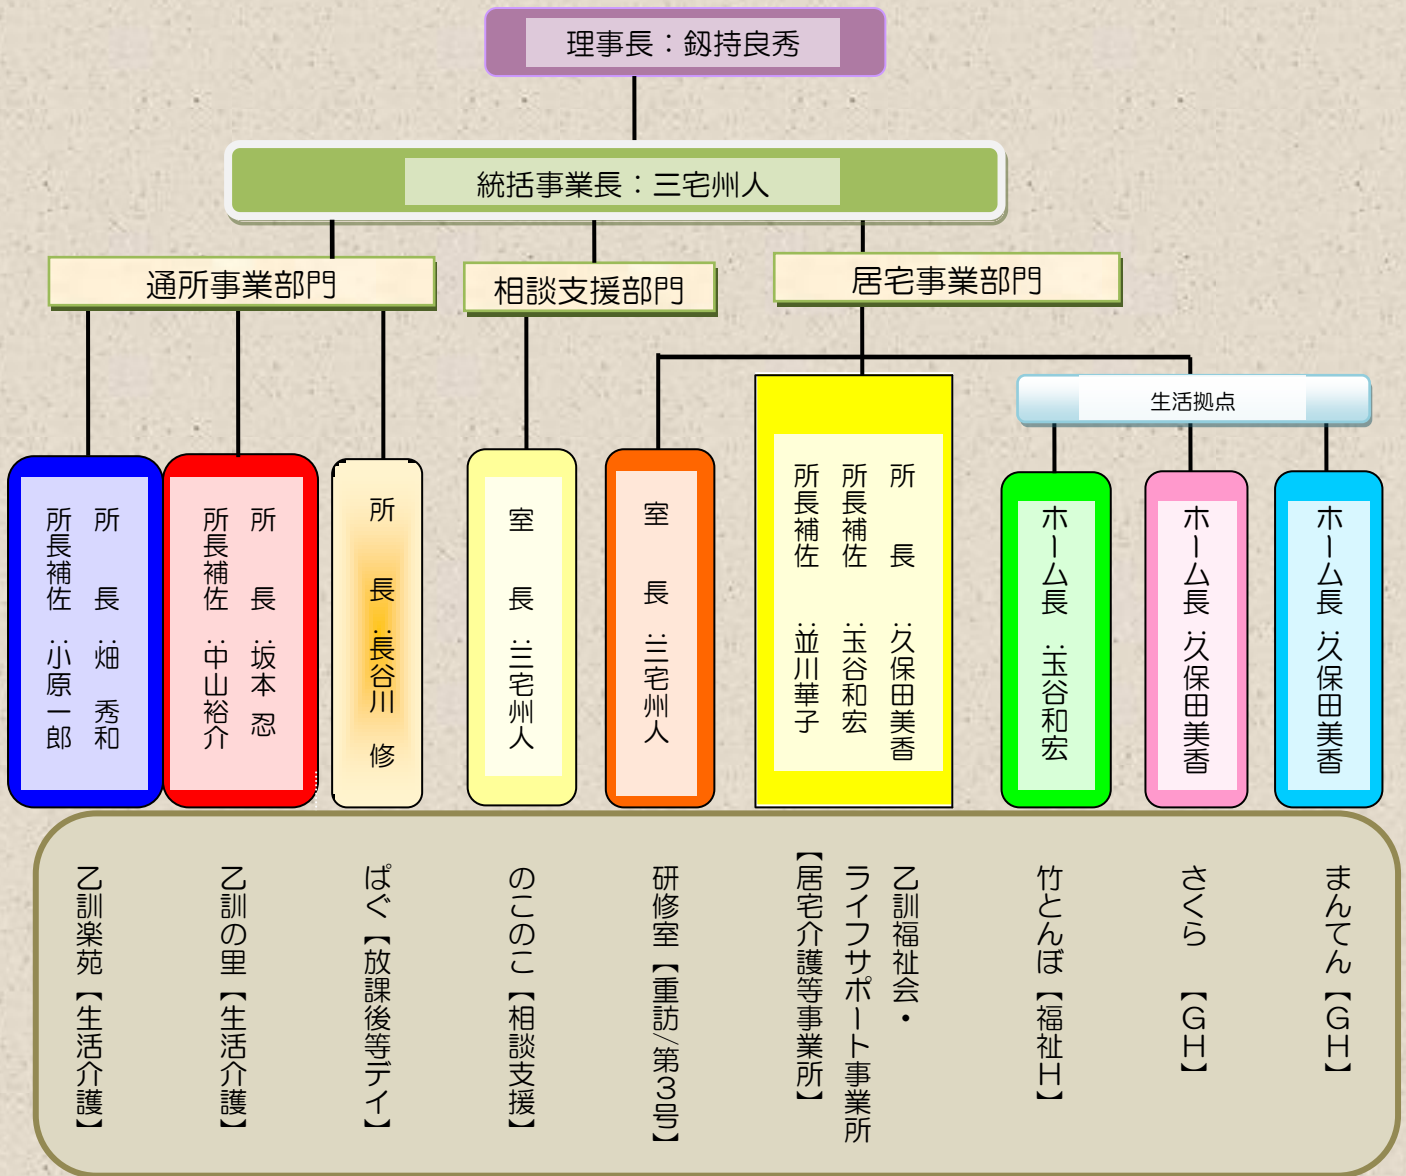 理事長：釼持良秀
統括事業長：三宅州人
通所事業部門
相談支援部門
居宅事業部門
生活拠点
所　長：畑　秀和
所長補佐：小原一郎
所　長：坂本 忍
所長補佐：中山裕介
所　長：長谷川　修
室　長：三宅州人
室　長：三宅州人
所　長：久保田美香
所長補佐：玉谷和宏
所長補佐：並川華子
ホーム長：玉谷和宏
ホーム長：久保田美香
ホーム長：久保田美香
乙訓楽苑【生活介護】
乙訓の里【生活介護】
ぱぐ【放課後等デイ】
のこのこ【相談支援】
研修室【重訪/第３号】
乙訓福祉会・
ライフサポート事業所
【居宅介護等事業所】
竹とんぼ【福祉Ｈ】
さくら　【ＧＨ】
まんてん【ＧＨ】